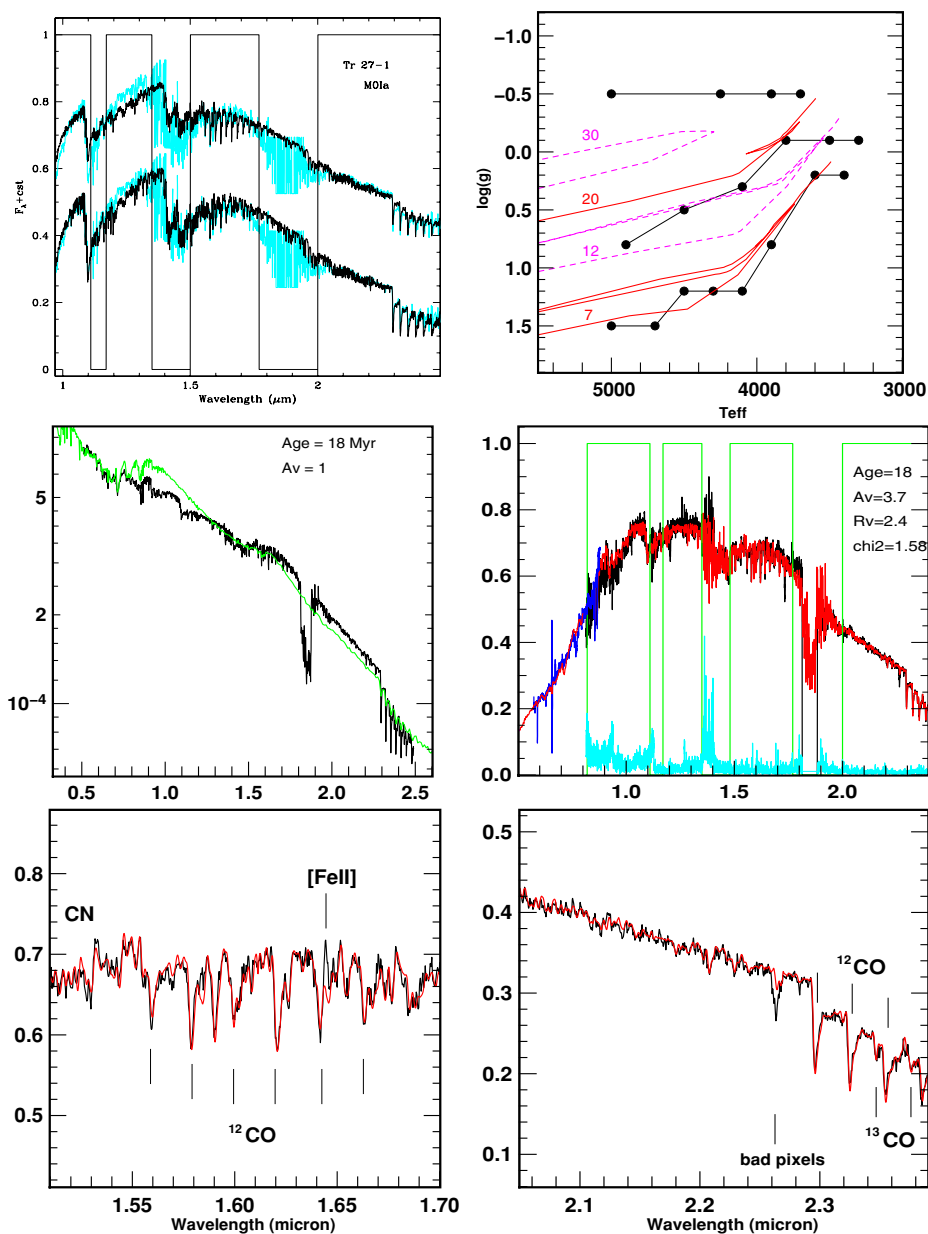 Tr 27-1
M0Ia
0.8
0.6
0.4
0.2
0
1
1.5
2
Fλ+cst
Wavelength (μm)
-1.0
-0.5
0.0
0.5
1.0
1.5
log(g)
30
20
12
7
5000
4000
3000
Teff
Age = 18 Myr
Av = 1
5
2
10⁻⁴
0.5
1.0
1.5
2.0
2.5
1.0
0.8
0.6
0.4
0.2
0.0
Age=18
Av=3.7
Rv=2.4
chi2=1.58
1.0
1.5
2.0
0.8
0.7
0.6
0.5
CN
[FeII]
¹²CO
1.55
1.60
1.65
1.70
Wavelength (micron)
0.5
0.4
0.3
0.2
0.1
¹²CO
¹³CO
bad pixels
2.1
2.2
2.3
Wavelength (micron)